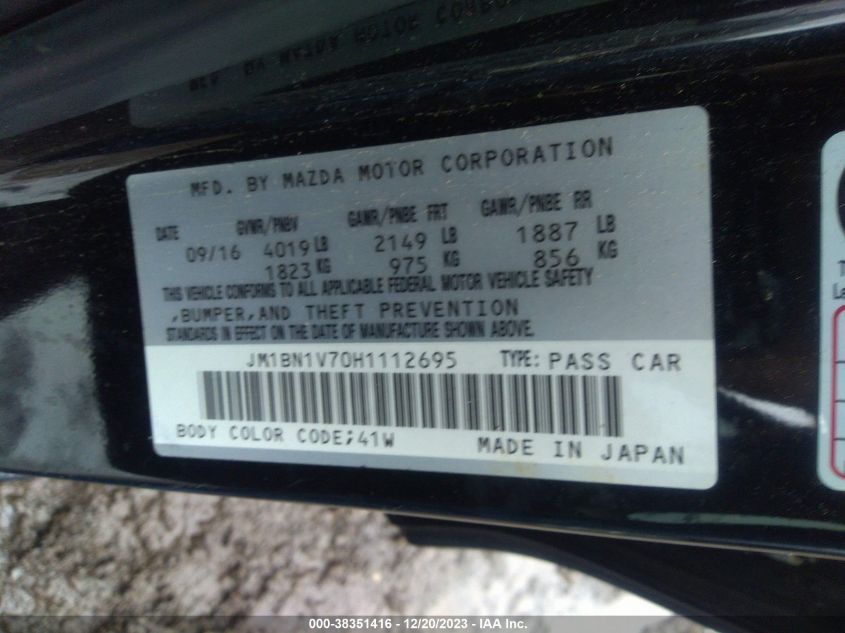 MFD. BY MAZDA MOTOR CORPORATION
DATE GVWR/PNBV GAWR/PNBE FRT GAWR/PNBE RR
09/16 4019 LB 2149 LB 1887 LB
1823 KG 975 KG 856 KG
THIS VEHICLE CONFORMS TO ALL APPLICABLE FEDERAL MOTOR VEHICLE SAFETY
,BUMPER,AND THEFT PREVENTION
STANDARDS IN EFFECT ON THE DATE OF MANUFACTURE SHOWN ABOVE.
JM1BN1V70H1112695 TYPE: PASS CAR
BODY COLOR CODE;41W MADE IN JAPAN
000-38351416 - 12/20/2023 - IAA Inc.